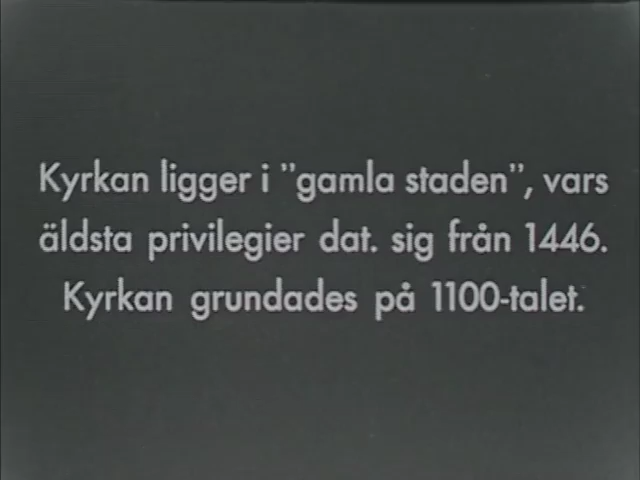 Kyrkan ligger i "gamla staden", vars
äldsta privilegier dat. sig från 1446.
Kyrkan grundades på 1100-talet.